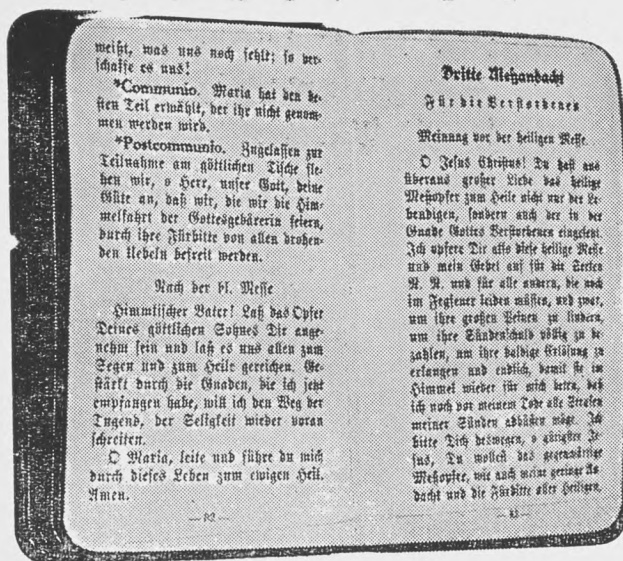 weißt, was uns noch fehlt; so ver-
schaffe es uns!
*Communio. Maria hat den be-
sten Teil erwählt, der ihr nicht genom-
men werden wird.
*Postcommunio. Zugelassen zur
Teilnahme am göttlichen Tische fle-
hen wir, o Herr, unser Gott, deine
Güte an, daß wir, die wir die Him-
melfahrt der Gottesgebärerin feiern,
durch ihre Fürbitte von allen drohen-
den Uebeln befreit werden.
Nach der hl. Messe
Himmlischer Vater! Laß das Opfer
Deines göttlichen Sohnes Dir ange-
nehm sein und laß es uns allen zum
Segen und zum Heile gereichen. Ge-
stärkt durch die Gnaden, die ich jetzt
empfangen habe, will ich den Weg der
Tugend, der Seligkeit wieder voran
schreiten.
O Maria, leite und führe du mich
durch dieses Leben zum ewigen Heil.
Amen.
— 82 —
Dritte Meßandacht
Für die Verstorbenen
Meinung vor der heiligen Messe.
O Jesus Christus! Du hast aus
überaus großer Liebe das heilige
Meßopfer zum Heile nicht nur der Le-
bendigen, sondern auch der in der
Gnade Gottes Verstorbenen eingesetzt.
Ich opfere Dir also diese heilige Messe
und mein Gebet auf für die Seelen
N. N. und für alle andern, die noch
im Fegfeuer leiden müssen, und zwar,
um ihre großen Peinen zu lindern,
um ihre Sündenschuld völlig zu be-
zahlen, um ihre baldige Erlösung zu
erlangen und endlich, damit sie im
Himmel wieder für mich beten, daß
ich noch vor meinem Tode alle Strafen
meiner Sünden abbüßen möge. Ich
bitte Dich deswegen, o gütigster Je-
sus, Du wollest das gegenwärtige
Meßopfer, wie auch meine geringe An-
dacht und die Fürbitte aller Heiligen,
— 83 —